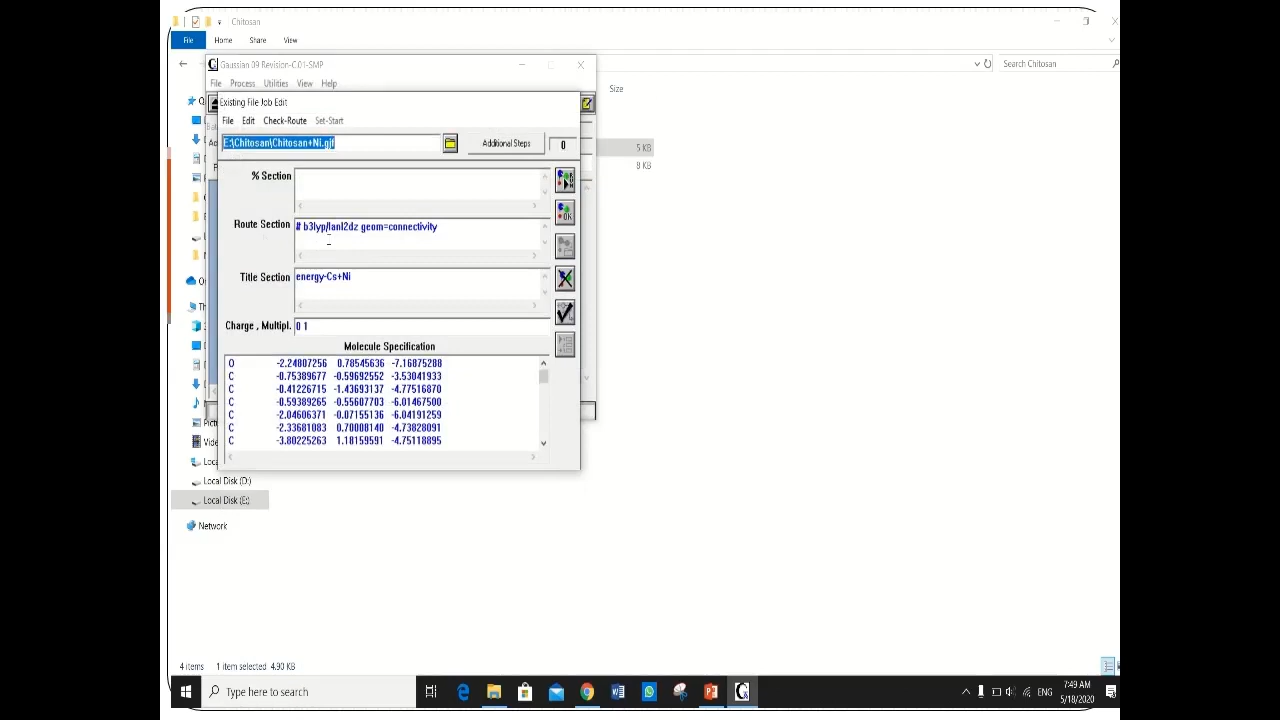 Chitosan
File Home Share View
Gaussian 09 Revision-C.01-SMP
Search Chitosan
File Process Utilities View Help
Size
Existing File Job Edit
File Edit Check-Route Set-Start
E:\Chitosan\Chitosan+Ni.gjf
Additional Steps
0
5 KB
8 KB
% Section
Route Section
# b3lyp/lanl2dz geom=connectivity
Title Section
energy-Cs+Ni
Charge , Multipl.
0 1
Molecule Specification
O -2.24807256 0.78545636 -7.16875288
C -0.75389677 -0.59692552 -3.53041933
C -0.41226715 -1.43693137 -4.77516870
C -0.59389265 -0.55607703 -6.01467500
C -2.04606371 -0.07155136 -6.04191259
C -2.33681083 0.70008140 -4.73828091
C -3.80225263 1.18159591 -4.75118895
Local Disk (D:)
Local Disk (E:)
Network
4 items 1 item selected 4.90 KB
Type here to search
ENG
7:49 AM
5/18/2020